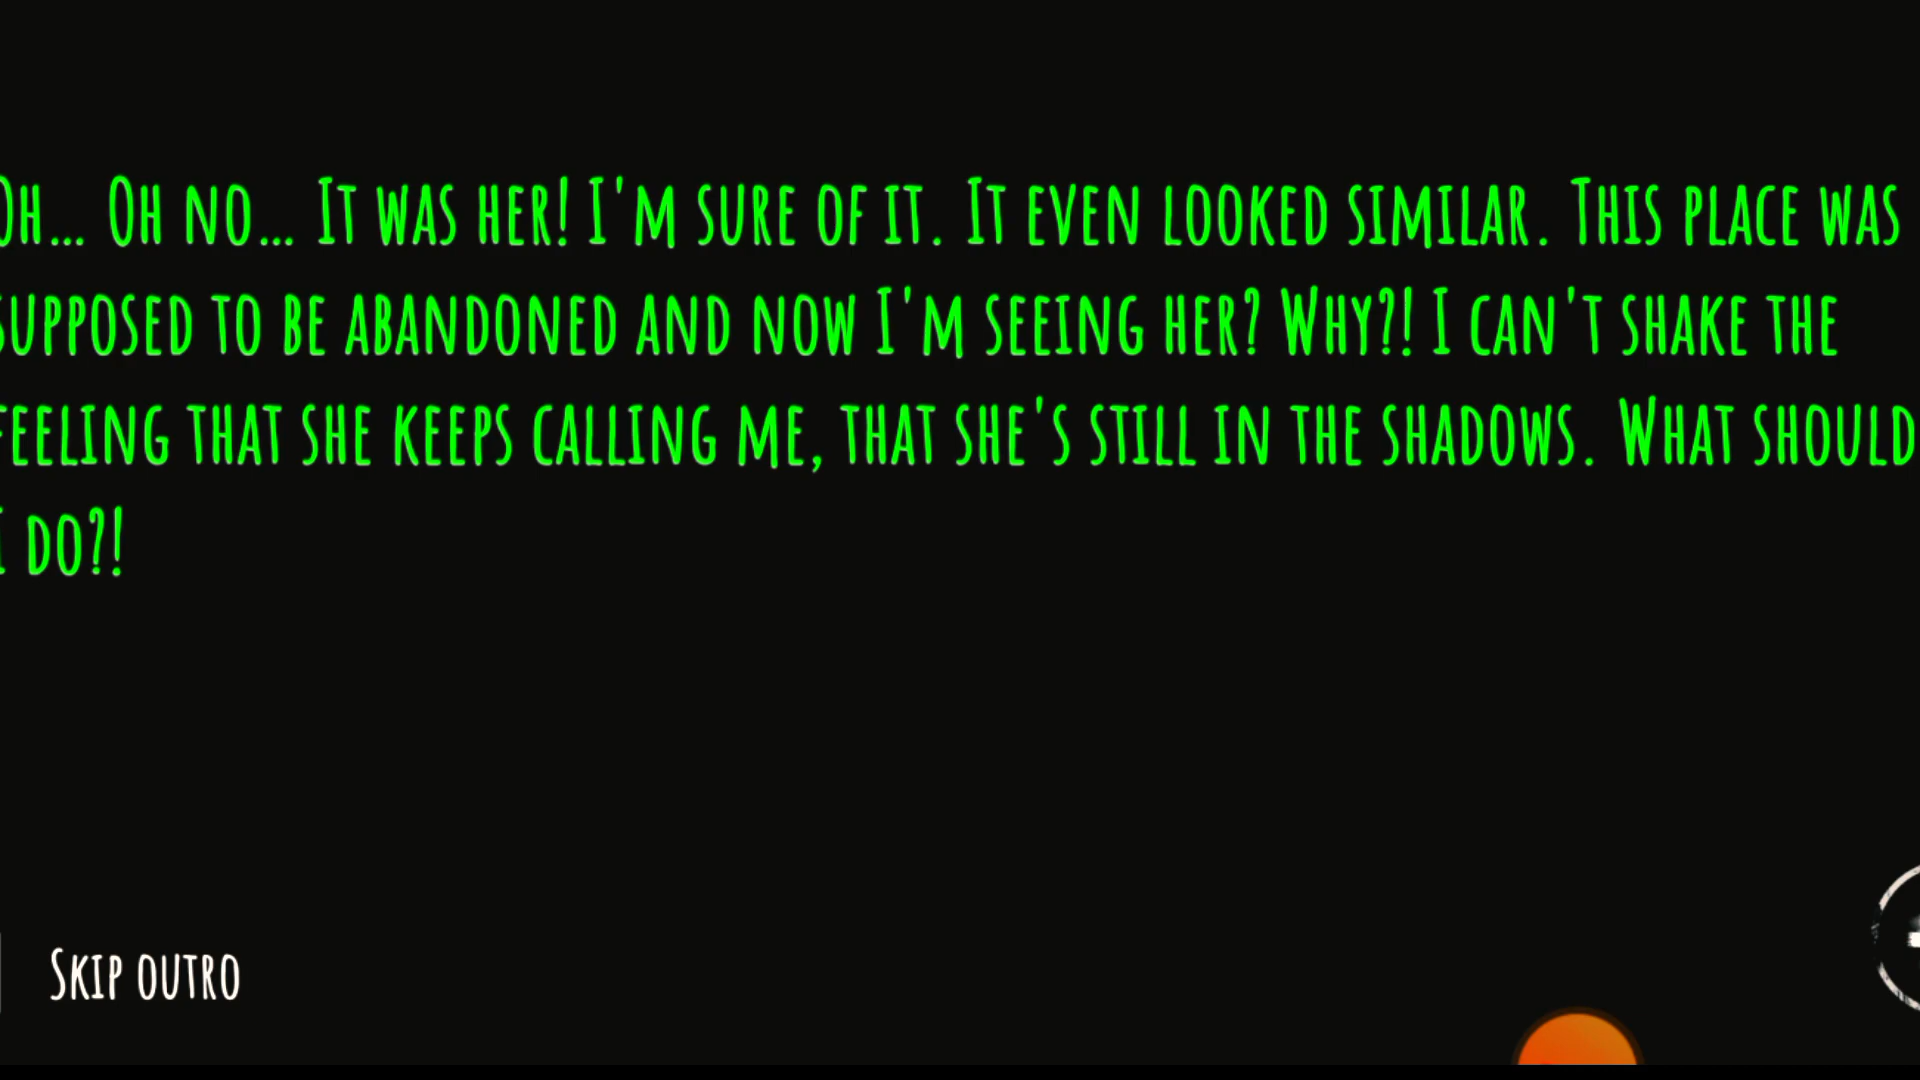 Oh... Oh no... It was her! I'm sure of it. It even looked similar. This place was
supposed to be abandoned and now I'm seeing her? Why?! I can't shake the
feeling that she keeps calling me, that she's still in the shadows. What should
I do?!
Skip outro